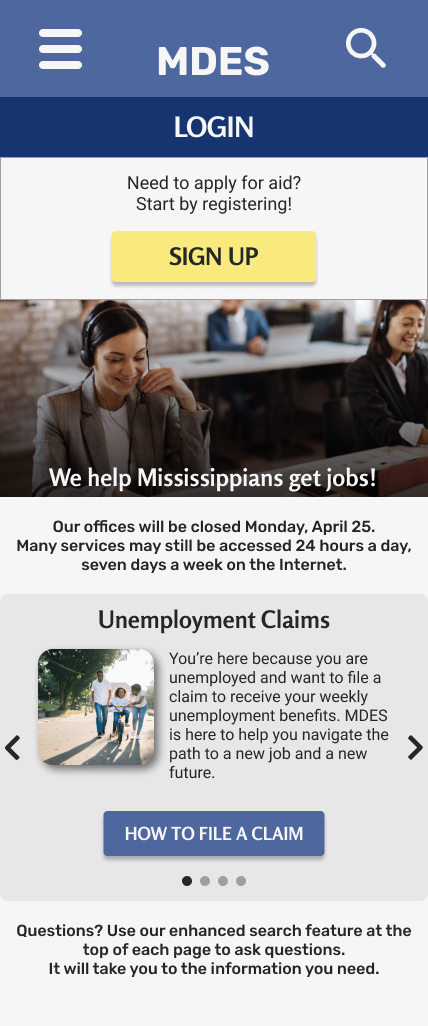 MDES
LOGIN
Need to apply for aid?
Start by registering!
SIGN UP
We help Mississippians get jobs!
Our offices will be closed Monday, April 25.
Many services may still be accessed 24 hours a day,
seven days a week on the Internet.
Unemployment Claims
You're here because you are
unemployed and want to file a
claim to receive your weekly
unemployment benefits. MDES
is here to help you navigate the
path to a new job and a new
future.
HOW TO FILE A CLAIM
Questions? Use our enhanced search feature at the
top of each page to ask questions.
It will take you to the information you need.